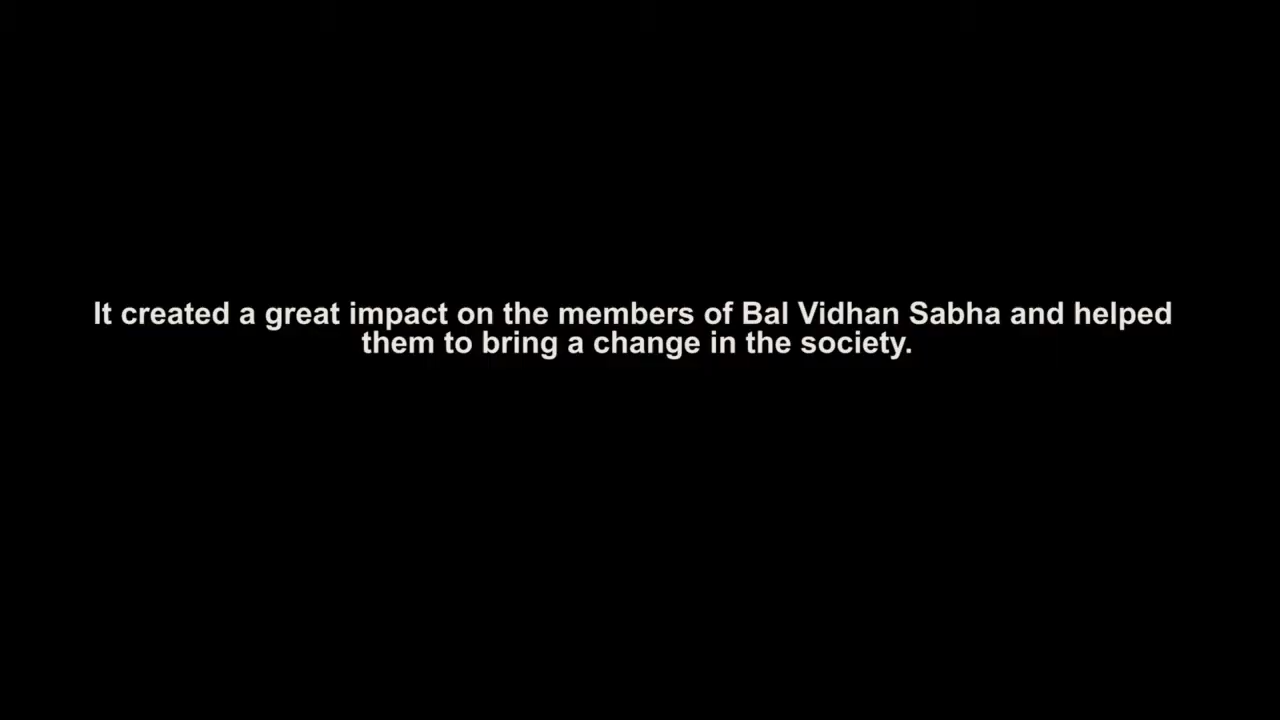 It created a great impact on the members of Bal Vidhan Sabha and helped
them to bring a change in the society.